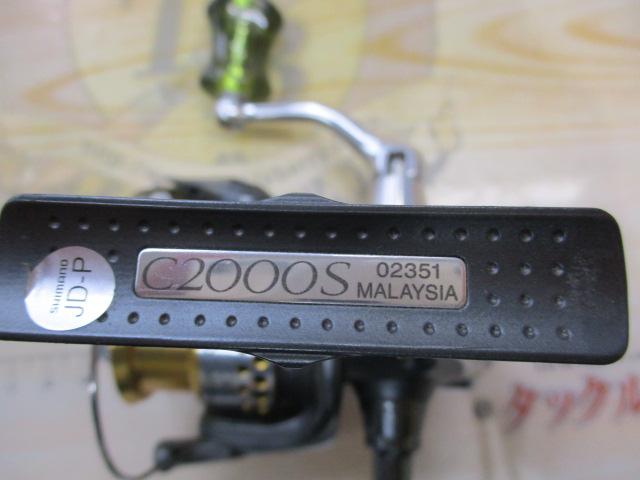 SHIMANO
JD-P
C2000S
02351
MALAYSIA
タックル